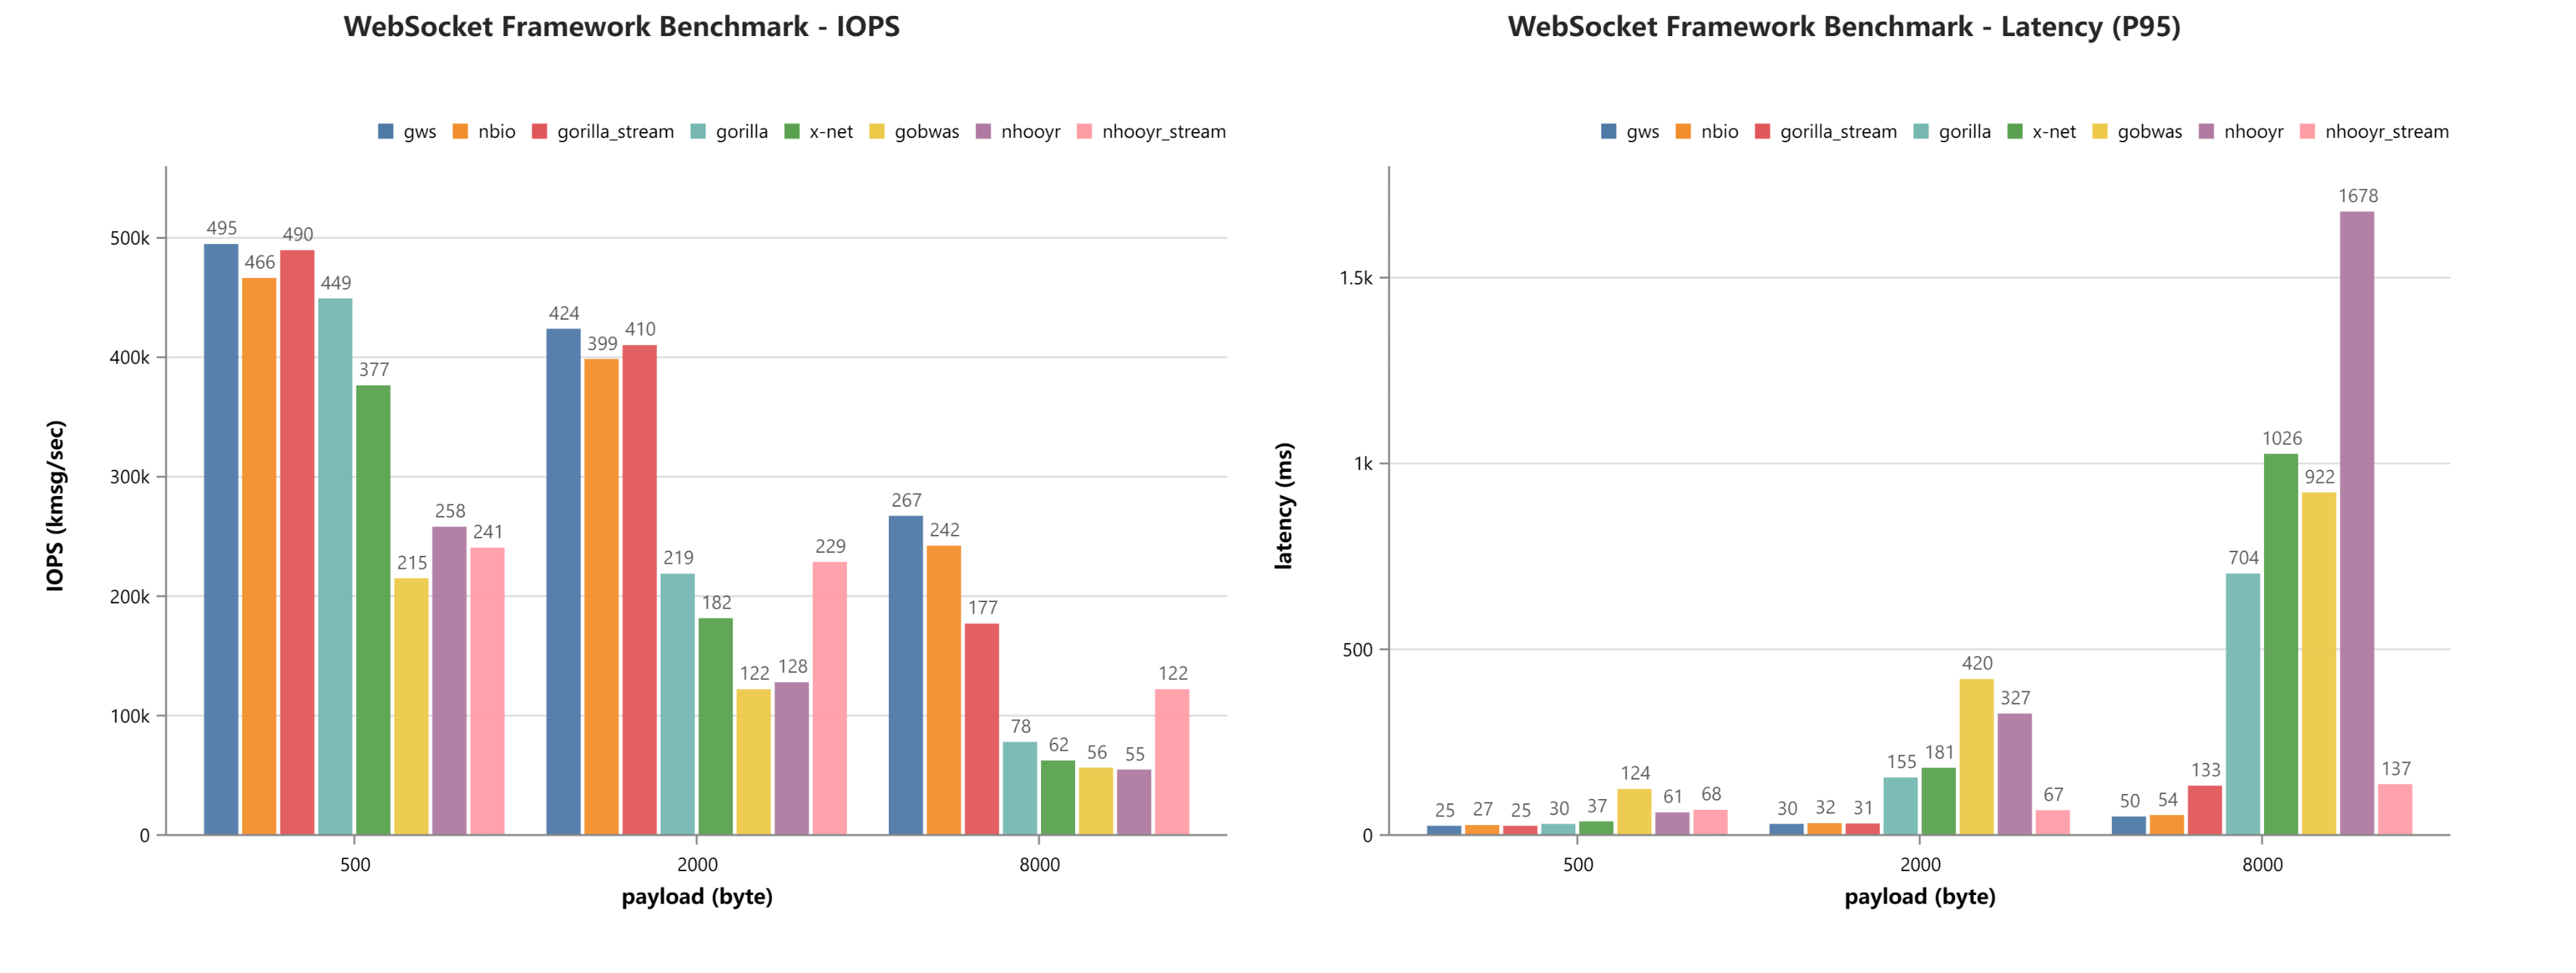 WebSocket Framework Benchmark - IOPS
gws nbio gorilla_stream gorilla x-net gobwas nhooyr nhooyr_stream
IOPS (kmsg/sec)
500k
400k
300k
200k
100k
0
495 466 490 449 377 215 258 241
424 399 410 219 182 122 128 229
267 242 177 78 62 56 55 122
500 2000 8000
payload (byte)
WebSocket Framework Benchmark - Latency (P95)
gws nbio gorilla_stream gorilla x-net gobwas nhooyr nhooyr_stream
latency (ms)
1.5k
1k
500
0
25 27 25 30 37 124 61 68
30 32 31 155 181 420 327 67
50 54 133 704 1026 922 1678 137
500 2000 8000
payload (byte)